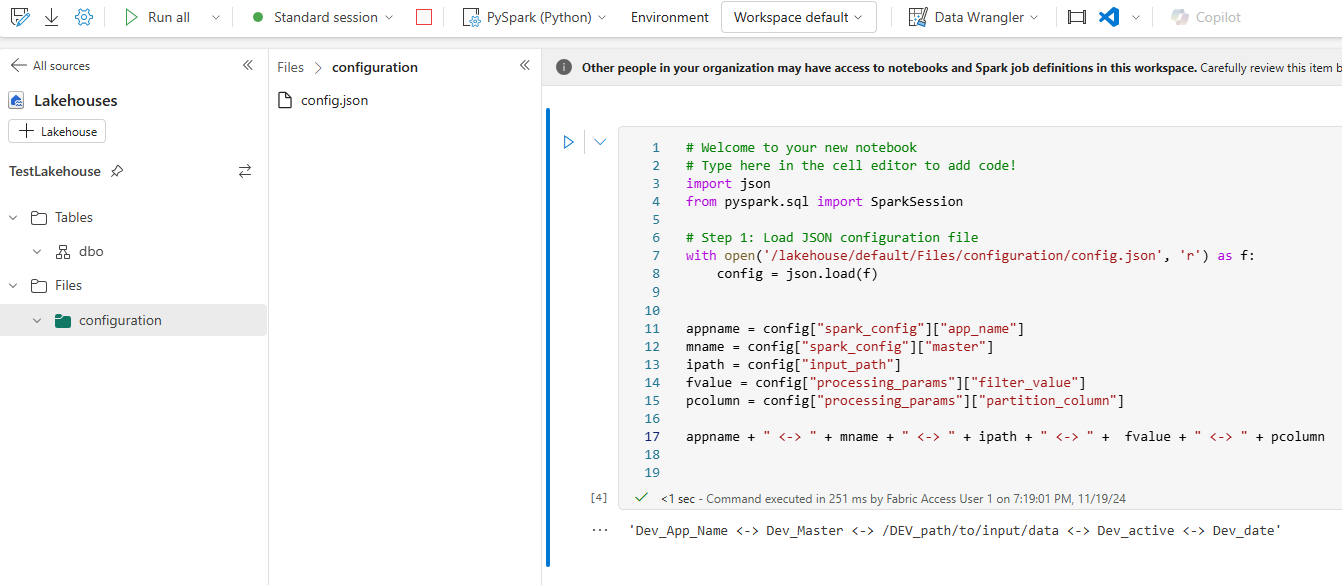 Run all
Standard session
PySpark (Python)
Environment
Workspace default
Data Wrangler
Copilot
All sources
Lakehouses
Lakehouse
TestLakehouse
Tables
dbo
Files
configuration
Files > configuration
config.json
Other people in your organization may have access to notebooks and Spark job definitions in this workspace. Carefully review this item b
1 # Welcome to your new notebook
2 # Type here in the cell editor to add code!
3 import json
4 from pyspark.sql import SparkSession
5
6 # Step 1: Load JSON configuration file
7 with open('/lakehouse/default/Files/configuration/config.json', 'r') as f:
8     config = json.load(f)
9
10
11 appname = config["spark_config"]["app_name"]
12 mname = config["spark_config"]["master"]
13 ipath = config["input_path"]
14 fvalue = config["processing_params"]["filter_value"]
15 pcolumn = config["processing_params"]["partition_column"]
16
17 appname + " <-> " + mname + " <-> " + ipath + " <-> " +  fvalue + " <-> " + pcolumn
18
19
[4] <1 sec - Command executed in 251 ms by Fabric Access User 1 on 7:19:01 PM, 11/19/24
... 'Dev_App_Name <-> Dev_Master <-> /DEV_path/to/input/data <-> Dev_active <-> Dev_date'